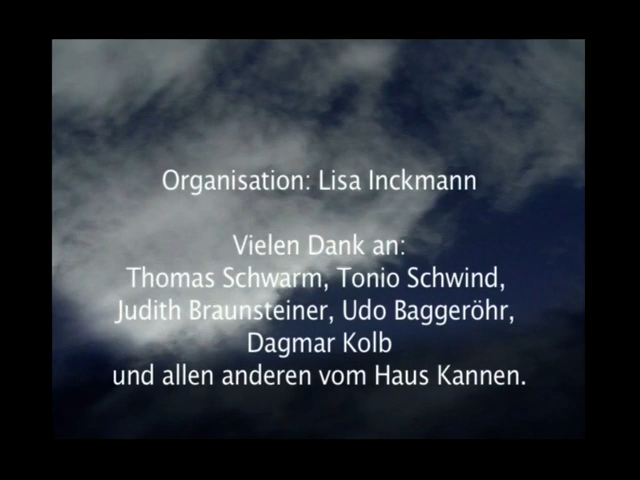 Organisation: Lisa Inckmann
Vielen Dank an:
Thomas Schwarm, Tonio Schwind,
Judith Braunsteiner, Udo Baggeröhr,
Dagmar Kolb
und allen anderen vom Haus Kannen.